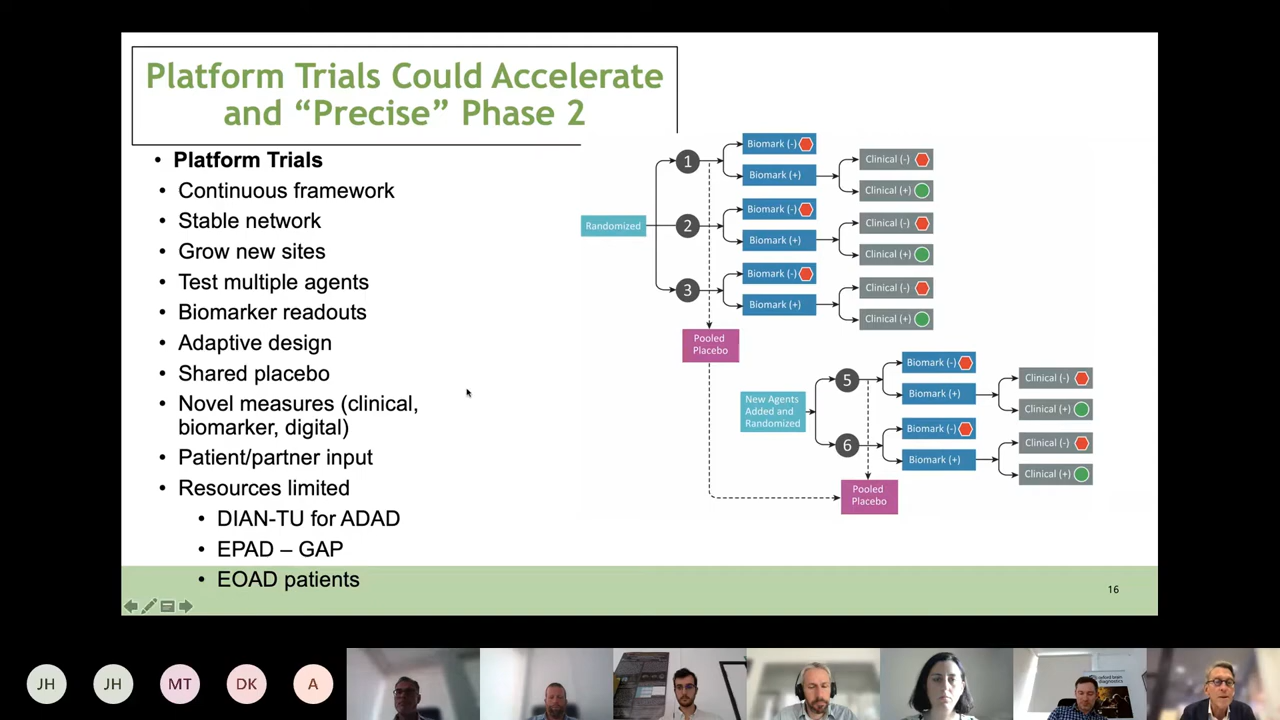 Platform Trials Could Accelerate
and “Precise” Phase 2
• Platform Trials
• Continuous framework
• Stable network
• Grow new sites
• Test multiple agents
• Biomarker readouts
• Adaptive design
• Shared placebo
• Novel measures (clinical,
biomarker, digital)
• Patient/partner input
• Resources limited
• DIAN-TU for ADAD
• EPAD – GAP
• EOAD patients
Randomized
1
Biomark (-)
Biomark (+)
Clinical (-)
Clinical (+)
2
Biomark (-)
Biomark (+)
Clinical (-)
Clinical (+)
3
Biomark (-)
Biomark (+)
Clinical (-)
Clinical (+)
Pooled
Placebo
New Agents
Added and
Randomized
5
Biomark (-)
Biomark (+)
Clinical (-)
Clinical (+)
6
Biomark (-)
Biomark (+)
Clinical (-)
Clinical (+)
Pooled
Placebo
16
JH
JH
MT
DK
A
oxford brain
diagnostics